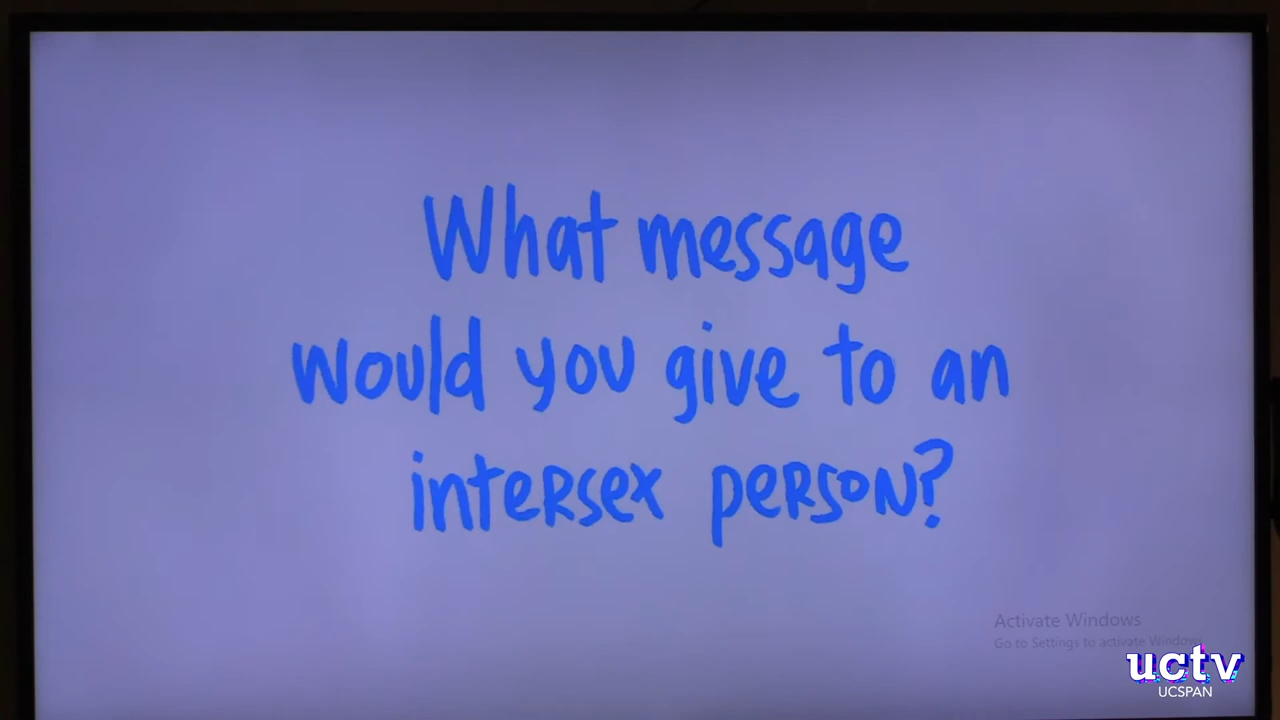 What message
would you give to an
intersex person?
Activate Windows
Go to Settings to activate Windows.
uctv
UCSPAN